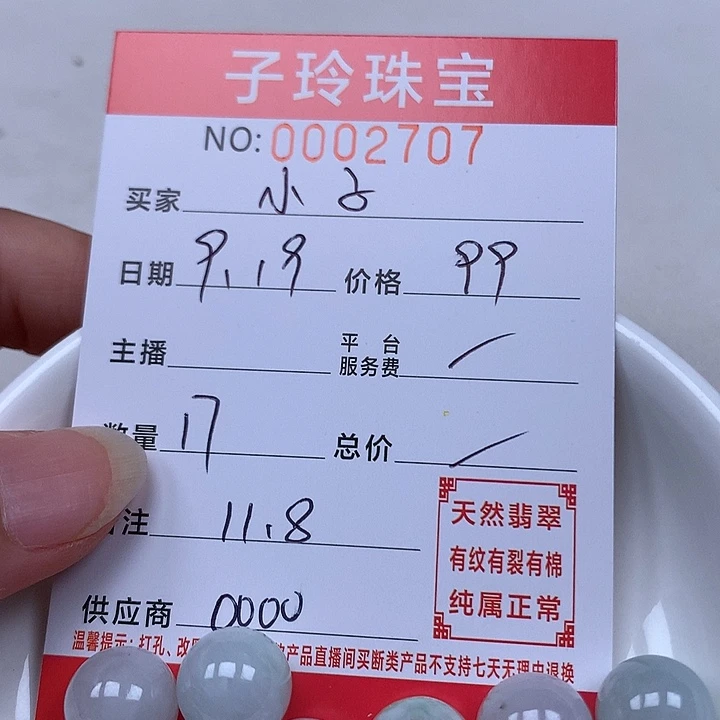 子玲珠宝
NO: 0002707
买家 小占
日期 9.19 价格 99
主播 平台服务费 /
数量 17 总价 /
注 11.8
天然翡翠
有纹有裂有棉
纯属正常
供应商 0000
温馨提示：打孔、改 产品直播间买断类产品不支持七天无理由退换